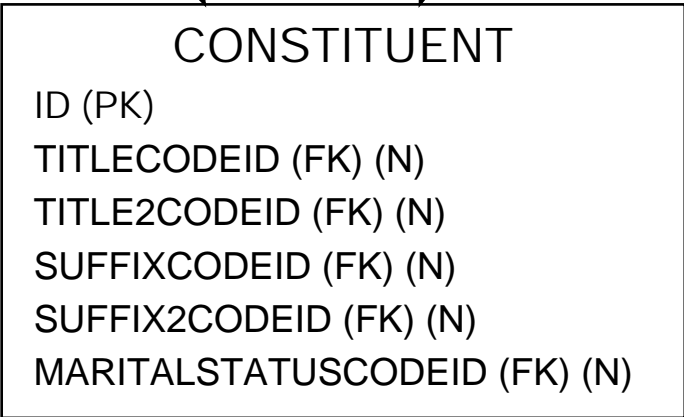 CONSTITUENT
ID (PK)
TITLECODEID (FK) (N)
TITLE2CODEID (FK) (N)
SUFFIXCODEID (FK) (N)
SUFFIX2CODEID (FK) (N)
MARITALSTATUSCODEID (FK) (N)